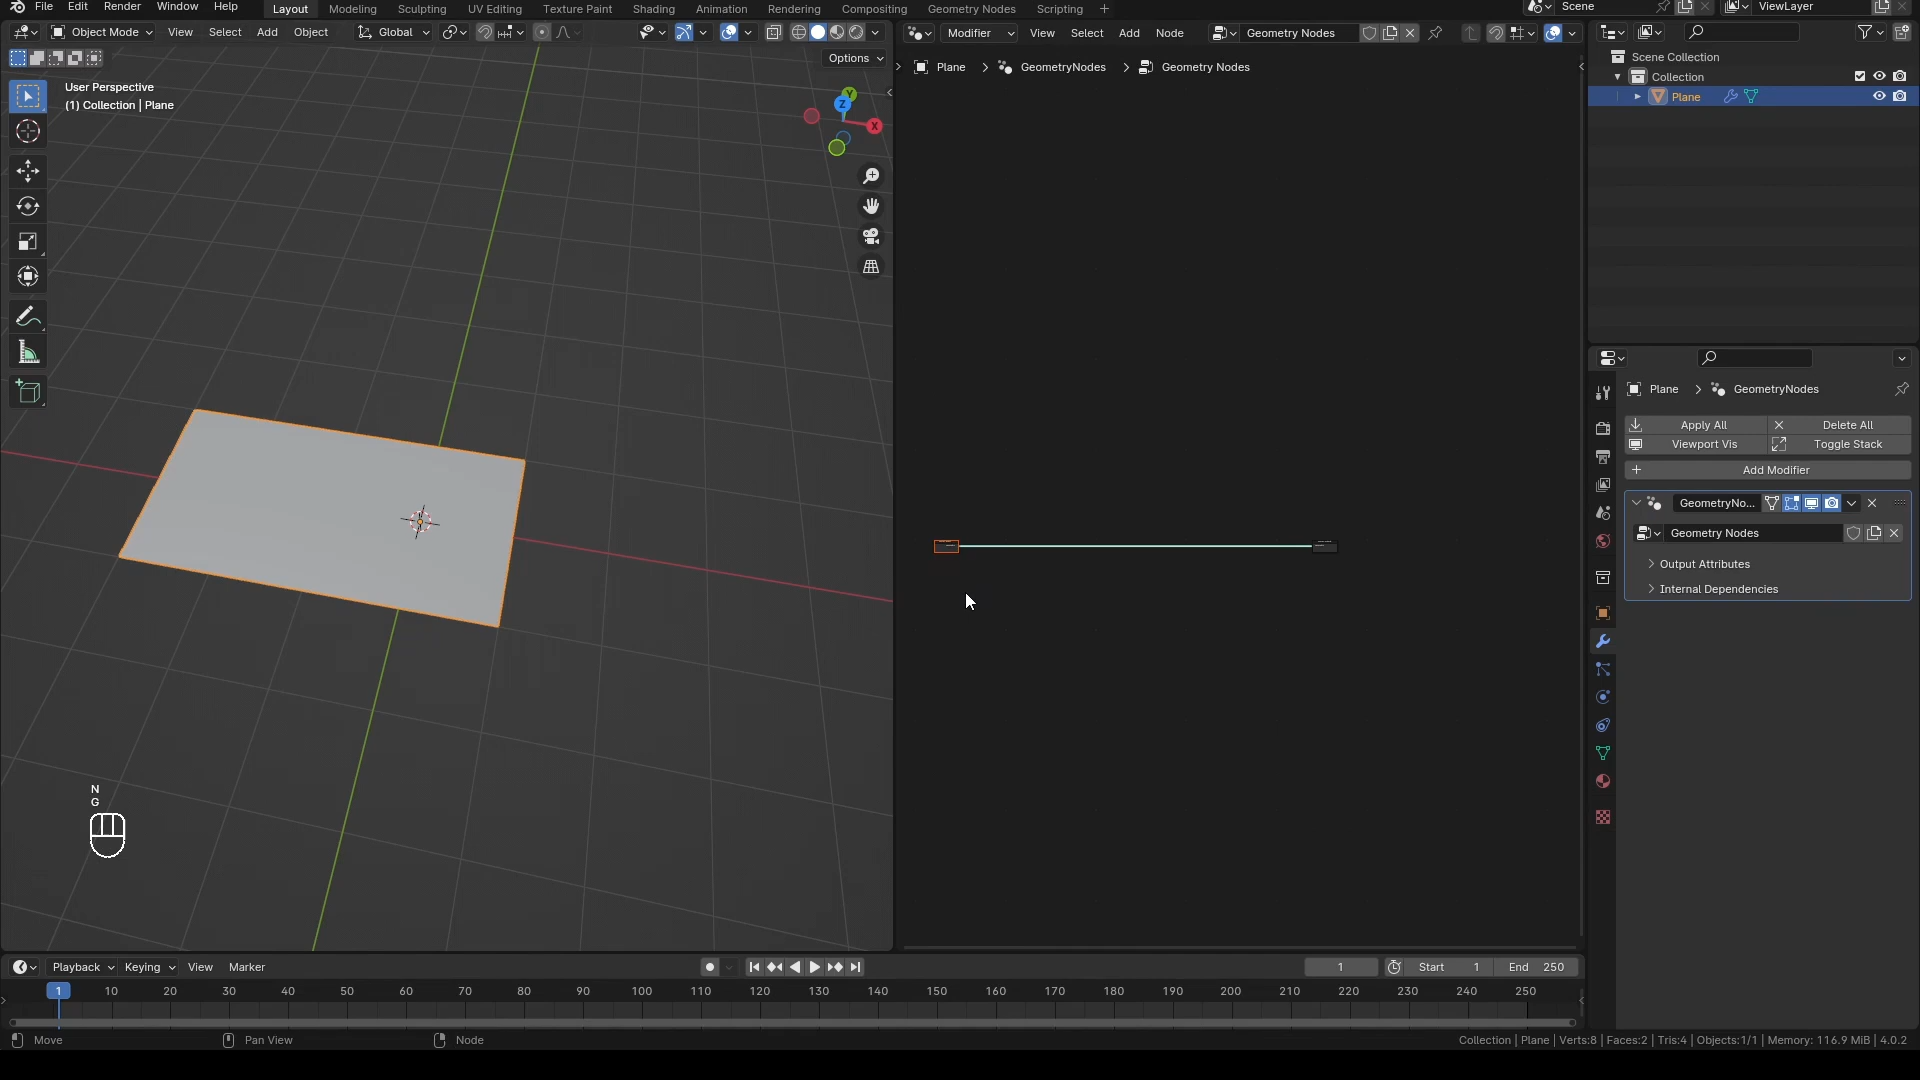 File Edit Render Window Help Layout Modeling Sculpting UV Editing Texture Paint Shading Animation Rendering Compositing Geometry Nodes Scripting + Scene ViewLayer
Object Mode View Select Add Object Global
Modifier View Select Add Node Geometry Nodes
Options
User Perspective
(1) Collection | Plane
Z
Y
X
Plane > GeometryNodes > Geometry Nodes
Scene Collection
Collection
Plane
Plane > GeometryNodes
Apply All Delete All
Viewport Vis Toggle Stack
Add Modifier
GeometryNo...
Geometry Nodes
Output Attributes
Internal Dependencies
N
G
Playback Keying View Marker 1 Start 1 End 250
1 10 20 30 40 50 60 70 80 90 100 110 120 130 140 150 160 170 180 190 200 210 220 230 240 250
Move Pan View Node Collection | Plane | Verts:8 | Faces:2 | Tris:4 | Objects:1/1 | Memory: 116.9 MiB | 4.0.2